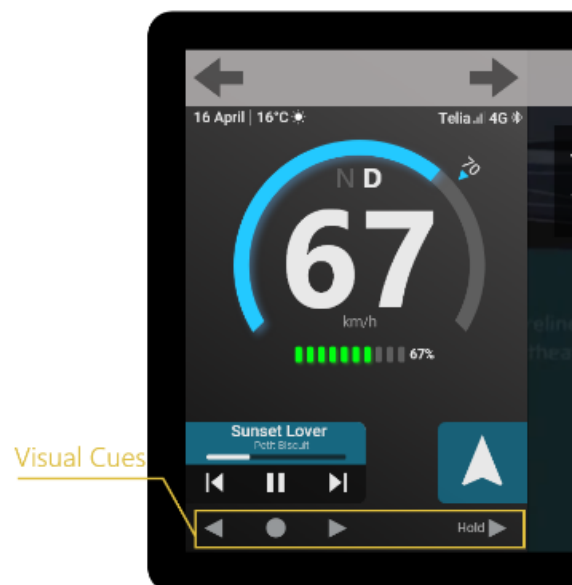 16 April | 16°C
Telia 4G
70
N D
67
km/h
67%
Sunset Lover
Petit Biscuit
Visual Cues
Hold